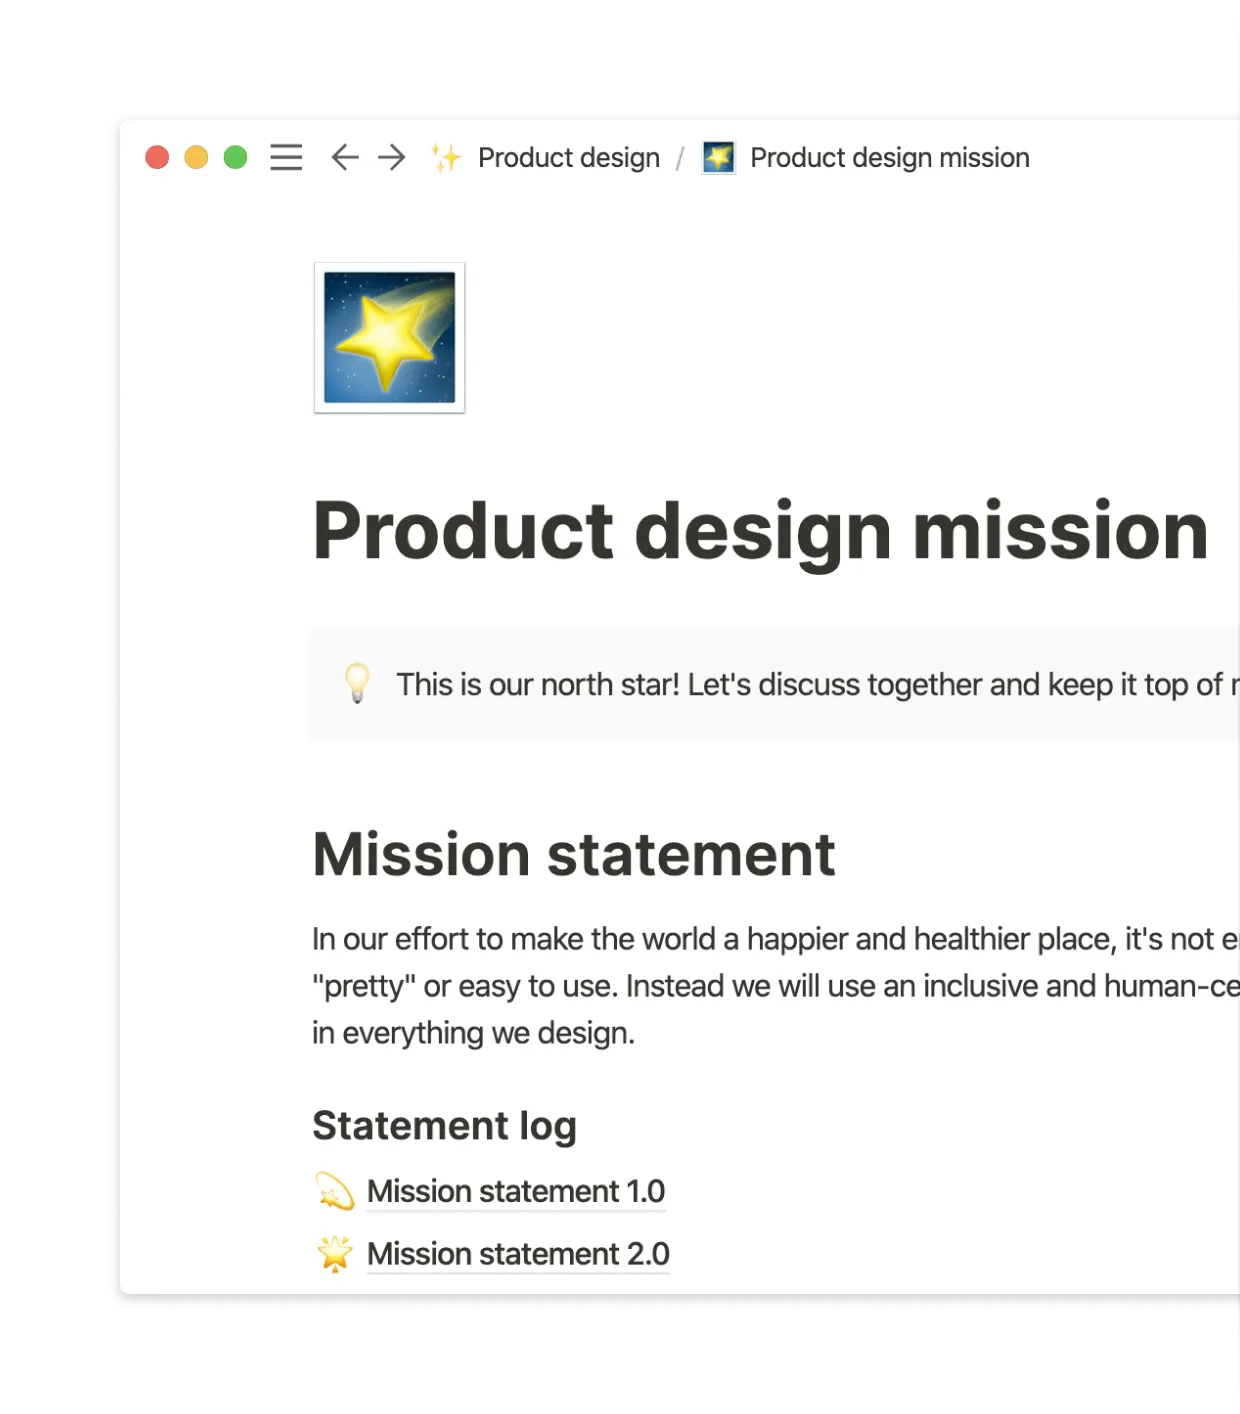 Product design / Product design mission
Product design mission
This is our north star! Let's discuss together and keep it top of
Mission statement
In our effort to make the world a happier and healthier place, it's not
"pretty" or easy to use. Instead we will use an inclusive and
in everything we design.
Statement log
Mission statement 1.0
Mission statement 2.0